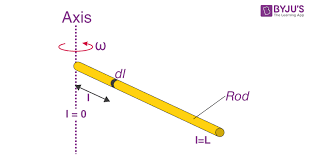 BYJU'S
The Learning App
Axis
ω
dl
l
l = 0
Rod
l=L